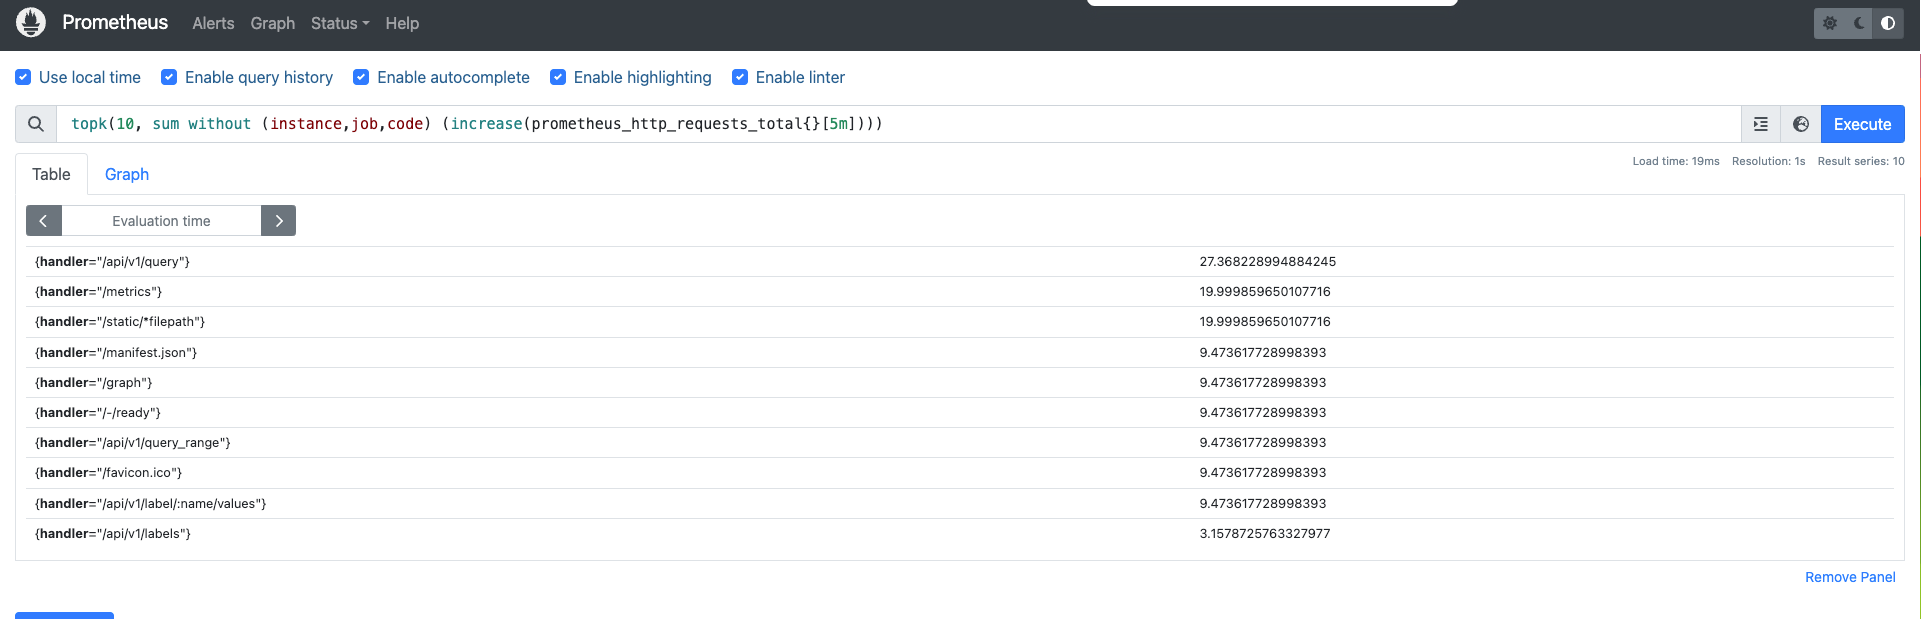 Prometheus Alerts Graph Status Help
Use local time Enable query history Enable autocomplete Enable highlighting Enable linter
topk(10, sum without (instance,job,code) (increase(prometheus_http_requests_total{}[5m]))) Execute
Load time: 19ms Resolution: 1s Result series: 10
Table Graph
Evaluation time
{handler="/api/v1/query"} 27.368228994884245
{handler="/metrics"} 19.999859650107716
{handler="/static/*filepath"} 19.999859650107716
{handler="/manifest.json"} 9.473617728998393
{handler="/graph"} 9.473617728998393
{handler="/-/ready"} 9.473617728998393
{handler="/api/v1/query_range"} 9.473617728998393
{handler="/favicon.ico"} 9.473617728998393
{handler="/api/v1/label/:name/values"} 9.473617728998393
{handler="/api/v1/labels"} 3.1578725763327977
Remove Panel